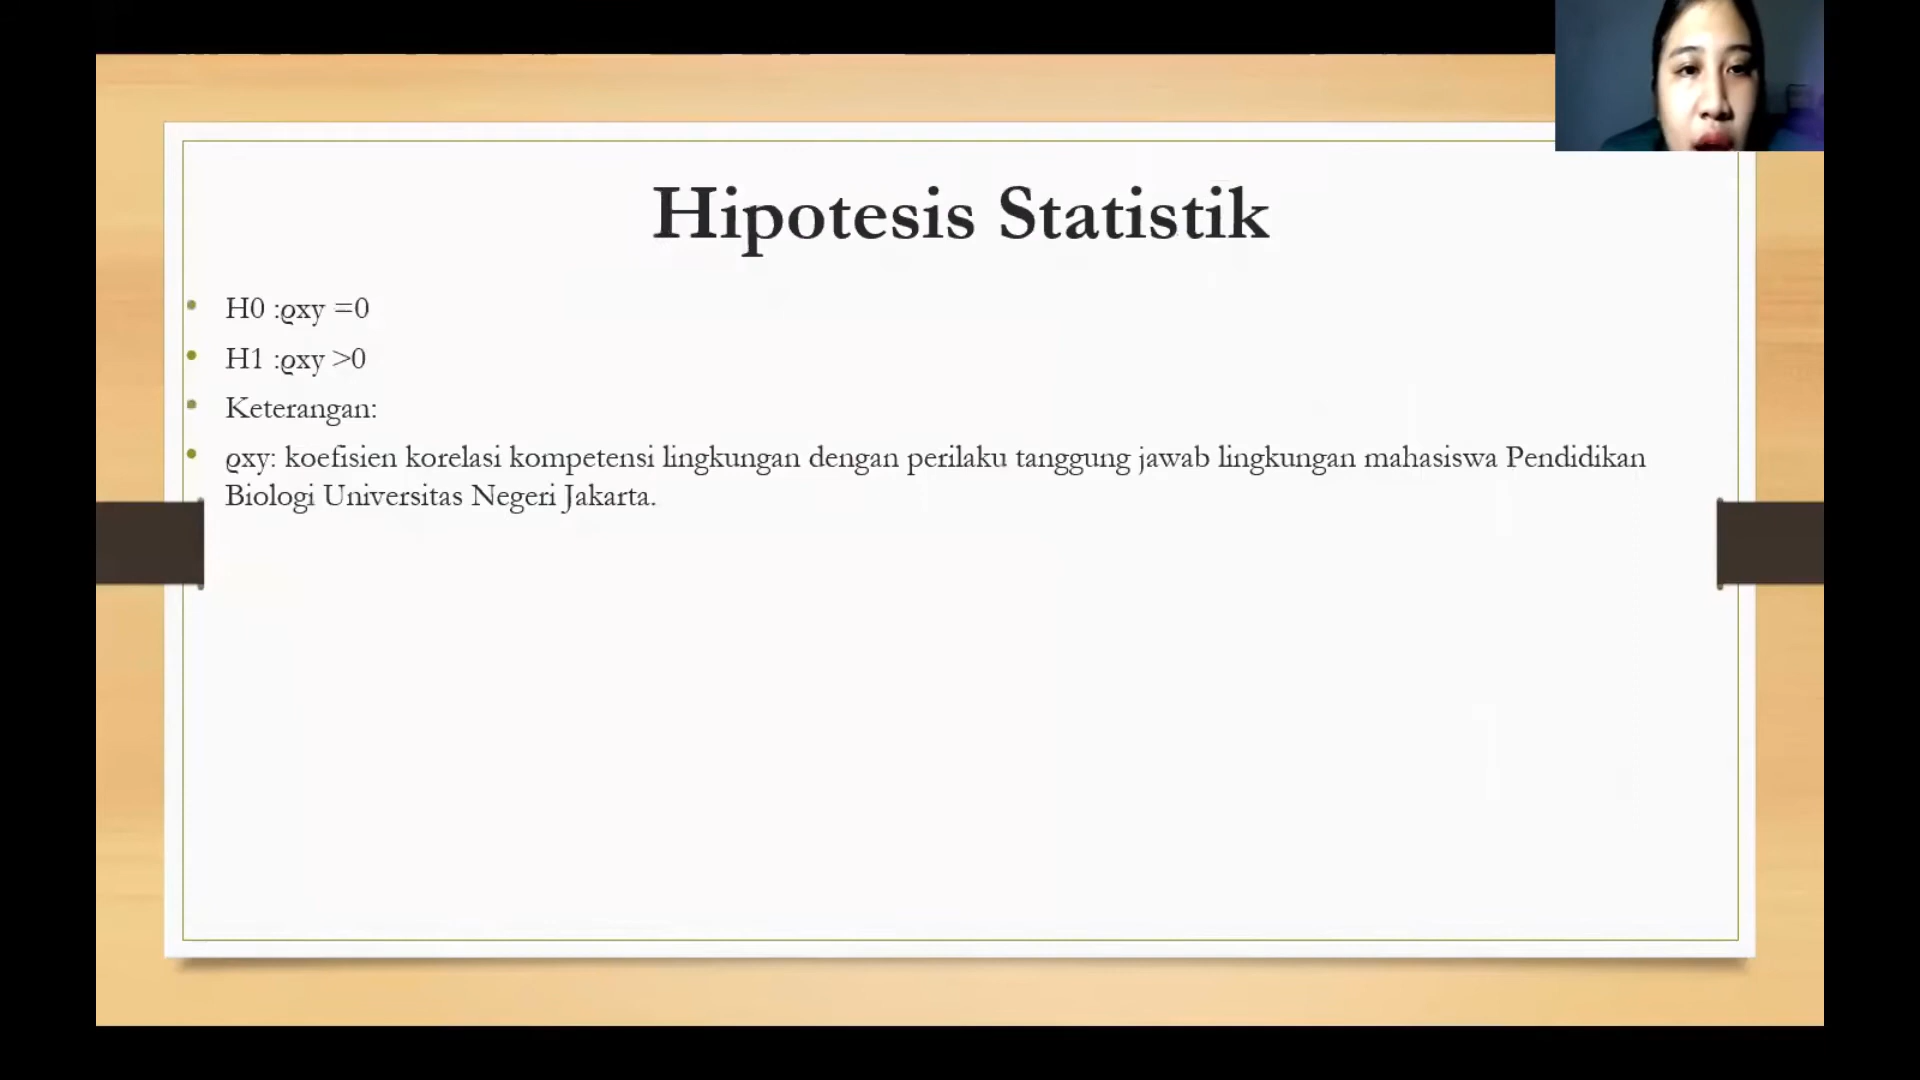 Hipotesis Statistik
• H0 :ϱxy =0
• H1 :ϱxy >0
• Keterangan:
• ϱxy: koefisien korelasi kompetensi lingkungan dengan perilaku tanggung jawab lingkungan mahasiswa Pendidikan
Biologi Universitas Negeri Jakarta.